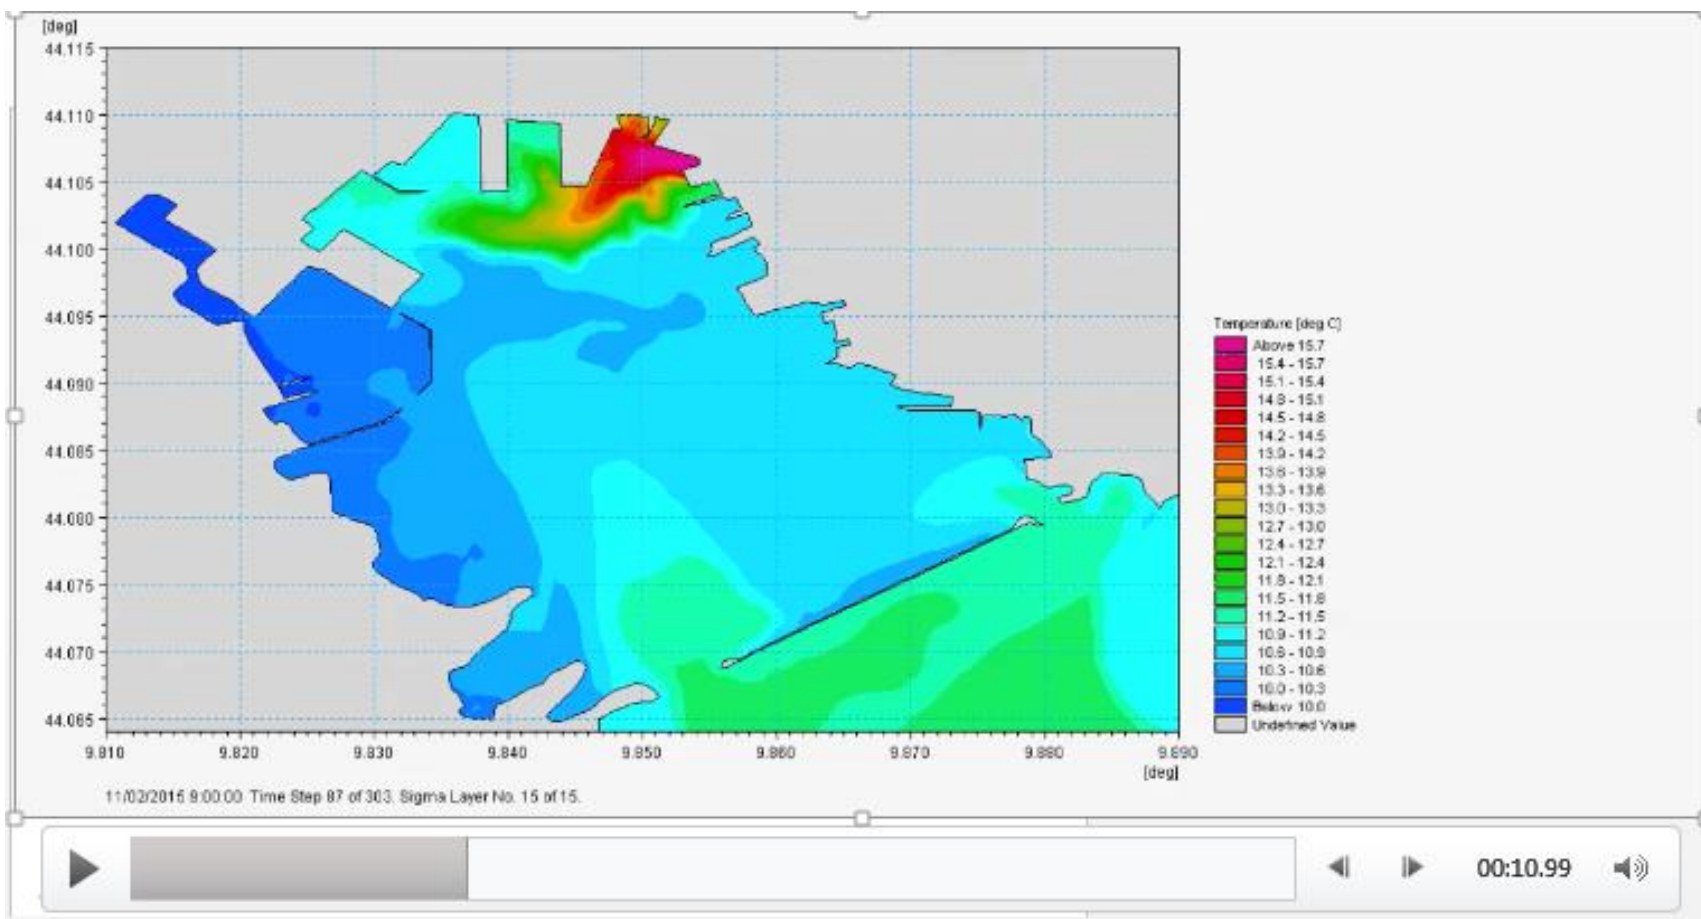 [deg]
44.115
44.110
44.105
44.100
44.095
44.090
44.085
44.080
44.075
44.070
44.065
9.810 9.820 9.830 9.840 9.850 9.860 9.870 9.880 9.890
[deg]
Temperature [deg C]
Above 15.7
15.4 - 15.7
15.1 - 15.4
14.8 - 15.1
14.5 - 14.8
14.2 - 14.5
13.9 - 14.2
13.6 - 13.9
13.3 - 13.6
13.0 - 13.3
12.7 - 13.0
12.4 - 12.7
12.1 - 12.4
11.8 - 12.1
11.5 - 11.8
11.2 - 11.5
10.9 - 11.2
10.6 - 10.9
10.3 - 10.6
10.0 - 10.3
Below 10.0
Undefined Value
9:00:00 Time Step 87 of 303. Sigma Layer No. 15 of 15.
00:10.99